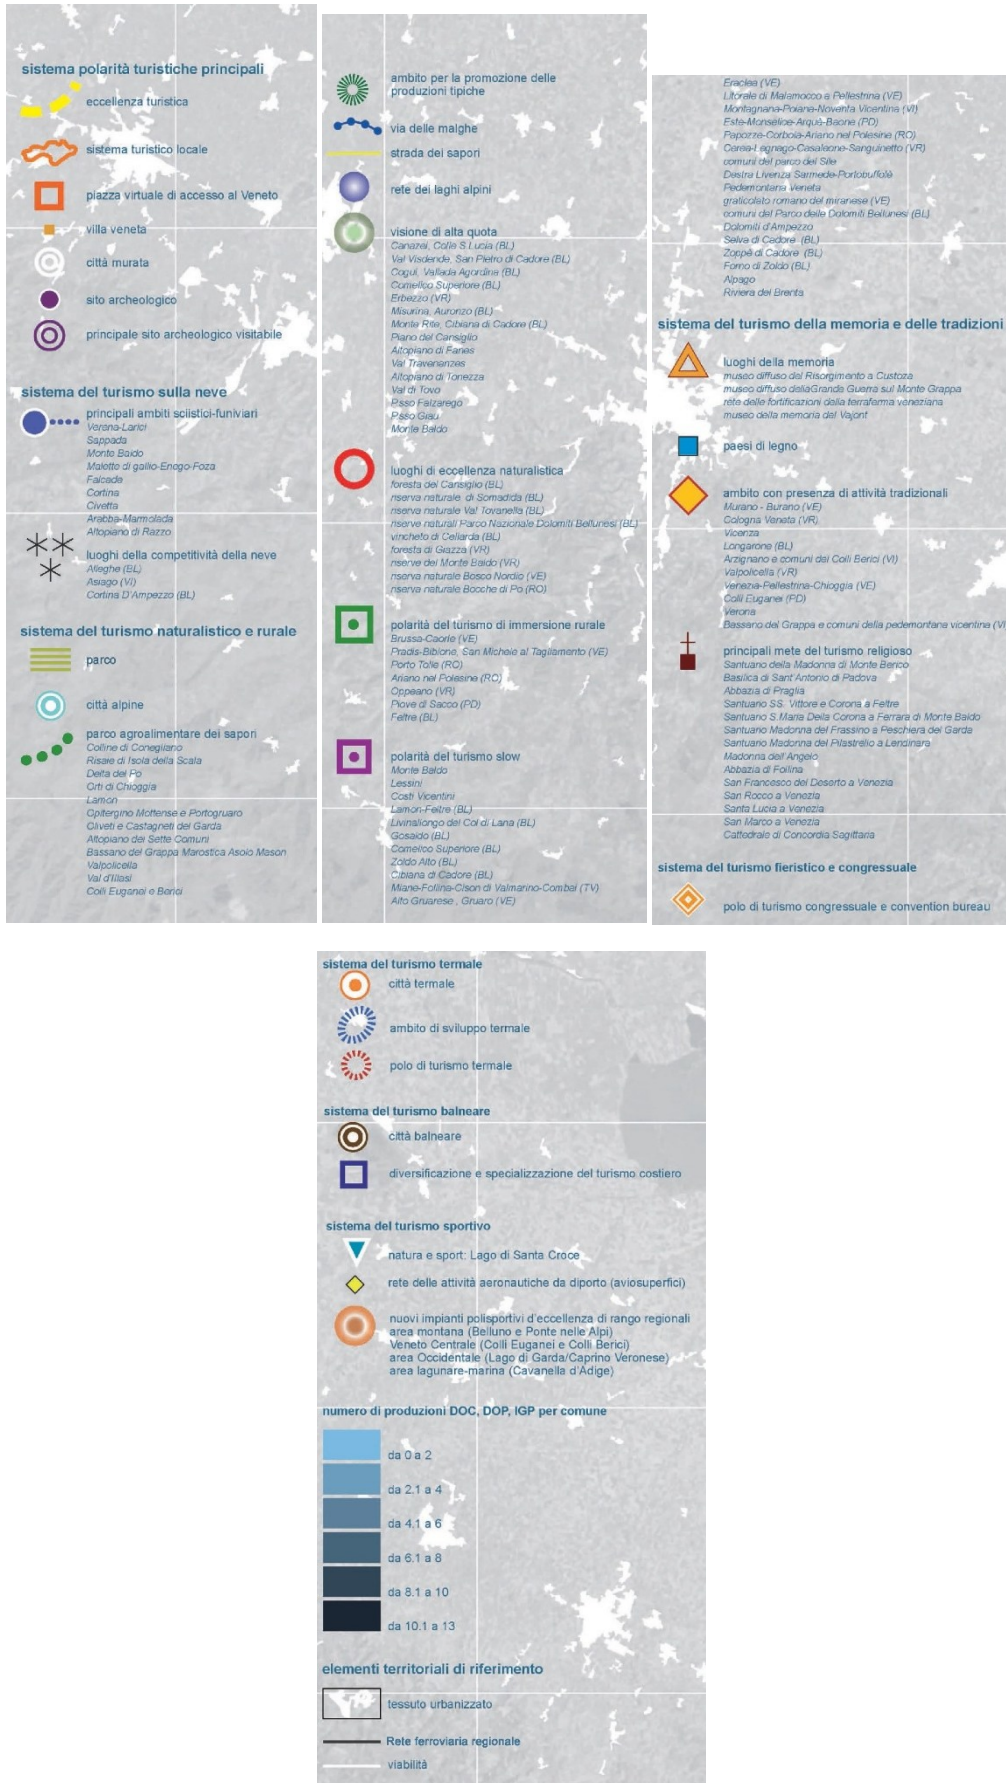 sistema polarità turistiche principali
eccellenza turistica
sistema turistico locale
piazza virtuale di accesso al Veneto
villa veneta
città murata
sito archeologico
principale sito archeologico visitabile
sistema del turismo sulla neve
principali ambiti sciistici-funiviari
Verena-Larici
Sappada
Monte Baldo
Malette di gallio-Enego-Foza
Falcade
Cortina
Civetta
Arabba-Marmolada
Altopiano di Razzo
luoghi della competitività della neve
Alleghe (BL)
Asiago (VI)
Cortina D'Ampezzo (BL)
sistema del turismo naturalistico e rurale
parco
città alpine
parco agroalimentare dei sapori
Colline di Conegliano
Risaie di Isola della Scala
Delta del Po
Orti di Chioggia
Lamon
Opitergino Mottense e Portogruaro
Oliveti e Castagneti del Garda
Altopiano dei Sette Comuni
Bassano del Grappa Marostica Asolo Mason
Valpolicella
Val d'Illasi
Colli Euganei e Berici
ambito per la promozione delle
produzioni tipiche
via delle malghe
strada dei sapori
rete dei laghi alpini
visione di alta quota
Canazei, Colle S.Lucia (BL)
Val Visdende, San Pietro di Cadore (BL)
Cogui, Vallada Agordina (BL)
Comelico Superiore (BL)
Erbezzo (VR)
Misurina, Auronzo (BL)
Monte Rite, Cibiana di Cadore (BL)
Piano del Cansiglio
Altopiano di Fanes
Val Travenanzes
Altopiano di Tonezza
Val di Tovo
P.sso Falzarego
P.sso Giau
Monte Baldo
luoghi di eccellenza naturalistica
foresta del Cansiglio (BL)
riserva naturale di Somadida (BL)
riserva naturale Val Tovanella (BL)
riserve naturali Parco Nazionale Dolomiti Bellunesi (BL)
vincheto di Cellarda (BL)
foresta di Giazza (VR)
riserve del Monte Baldo (VR)
riserva naturale Bosco Nordio (VE)
riserva naturale Bocche di Po (RO)
polarità del turismo di immersione rurale
Brussa-Caorle (VE)
Pradis-Bibione, San Michele al Tagliamento (VE)
Porto Tolle (RO)
Ariano nel Polesine (RO)
Oppeano (VR)
Piove di Sacco (PD)
Feltre (BL)
polarità del turismo slow
Monte Baldo
Lessini
Costi Vicentini
Lamon-Feltre (BL)
Livinallongo del Col di Lana (BL)
Gosaldo (BL)
Comelico Superiore (BL)
Zoldo Alto (BL)
Cibiana di Cadore (BL)
Miane-Follina-Cison di Valmarino-Combai (TV)
Alto Gruarese , Gruaro (VE)
Eraclea (VE)
Litorale di Malamocco a Pellestrina (VE)
Montagnana-Poiana-Noventa Vicentina (VI)
Este-Monselice-Arquà-Baone (PD)
Papozze-Corbola-Ariano nel Polesine (RO)
Cerea-Legnago-Casaleone-Sanguinetto (VR)
comuni del parco del Sile
Destra Livenza Sarmede-Portobuffolè
Pedemontana Veneta
graticolato romano del miranese (VE)
comuni del Parco delle Dolomiti Bellunesi (BL)
Dolomiti d'Ampezzo
Selva di Cadore (BL)
Zoppè di Cadore (BL)
Forno di Zoldo (BL)
Alpago
Riviera del Brenta
sistema del turismo della memoria e delle tradizioni
luoghi della memoria
museo diffuso del Risorgimento a Custoza
museo diffuso dellaGrande Guerra sul Monte Grappa
rete delle fortificazioni della terraferma veneziana
museo della memoria del Vajont
paesi di legno
ambito con presenza di attività tradizionali
Murano - Burano (VE)
Cologna Veneta (VR)
Vicenza
Longarone (BL)
Arzignano e comuni dei Colli Berici (VI)
Valpolicella (VR)
Venezia-Pellestrina-Chioggia (VE)
Colli Euganei (PD)
Verona
Bassano del Grappa e comuni della pedemontana vicentina (VI
principali mete del turismo religioso
Santuario della Madonna di Monte Berico
Basilica di Sant'Antonio di Padova
Abbazia di Praglia
Santuario SS. Vittore e Corona a Feltre
Santuario S.Maria Della Corona a Ferrara di Monte Baldo
Santuario Madonna del Frassino a Peschiera del Garda
Santuario Madonna del Pilastrello a Lendinara
Madonna dell'Angelo
Abbazia di Follina
San Francesco del Deserto a Venezia
San Rocco a Venezia
Santa Lucia a Venezia
San Marco a Venezia
Cattedrale di Concordia Sagittaria
sistema del turismo fieristico e congressuale
polo di turismo congressuale e convention bureau
sistema del turismo termale
città termale
ambito di sviluppo termale
polo di turismo termale
sistema del turismo balneare
città balneare
diversificazione e specializzazione del turismo costiero
sistema del turismo sportivo
natura e sport: Lago di Santa Croce
rete delle attività aeronautiche da diporto (aviosuperfici)
nuovi impianti polisportivi d'eccellenza di rango regionali
area montana (Belluno e Ponte nelle Alpi)
Veneto Centrale (Colli Euganei e Colli Berici)
area Occidentale (Lago di Garda/Caprino Veronese)
area lagunare-marina (Cavanella d'Adige)
numero di produzioni DOC, DOP, IGP per comune
da 0 a 2
da 2.1 a 4
da 4.1 a 6
da 6.1 a 8
da 8.1 a 10
da 10.1 a 13
elementi territoriali di riferimento
tessuto urbanizzato
Rete ferroviaria regionale
viabilità